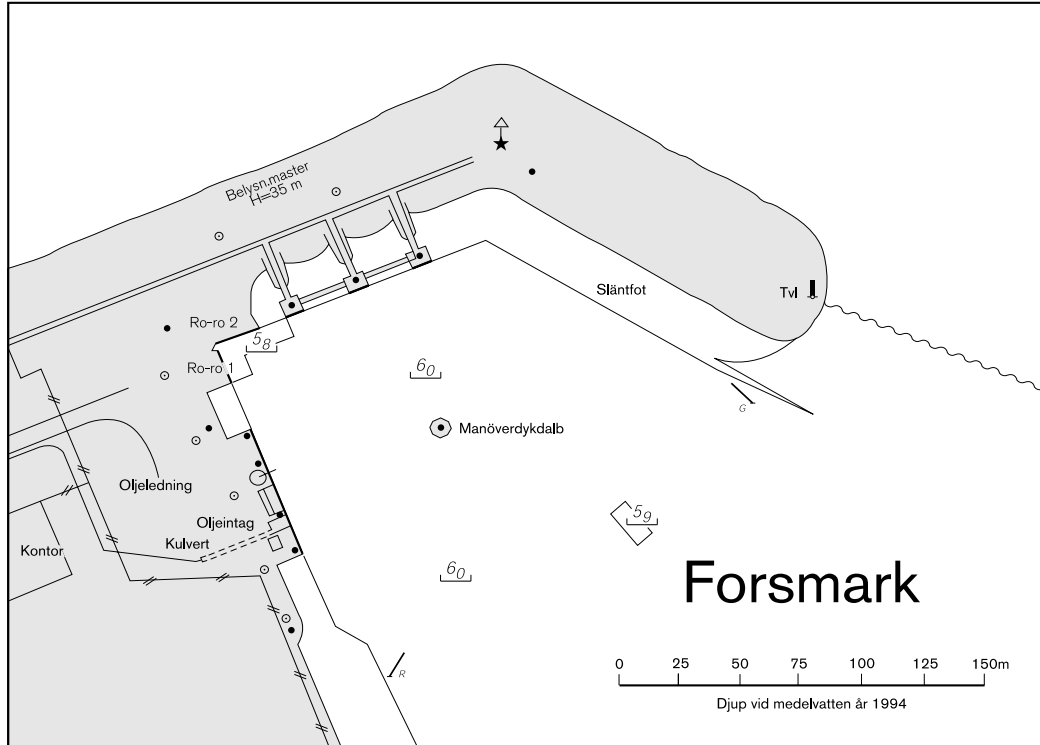 Belysn.master
H=35 m
Släntfot
Tvl
Ro-ro 2
5₈
Ro-ro 1
6₀
G
Manöverdykdalb
Oljeledning
5₉
Oljeintag
Kulvert
Kontor
6₀
Forsmark
R
0 25 50 75 100 125 150m
Djup vid medelvatten år 1994